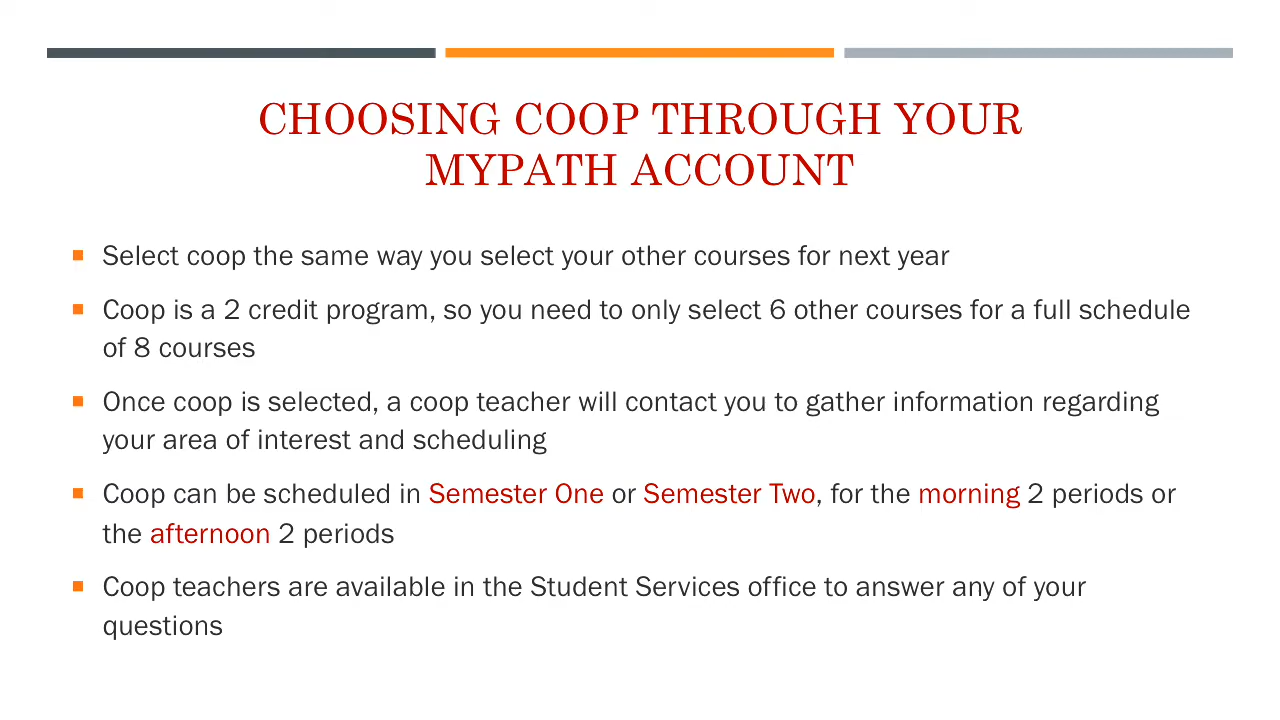 CHOOSING COOP THROUGH YOUR
MYPATH ACCOUNT
Select coop the same way you select your other courses for next year
Coop is a 2 credit program, so you need to only select 6 other courses for a full schedule
of 8 courses
Once coop is selected, a coop teacher will contact you to gather information regarding
your area of interest and scheduling
Coop can be scheduled in Semester One or Semester Two, for the morning 2 periods or
the afternoon 2 periods
Coop teachers are available in the Student Services office to answer any of your
questions